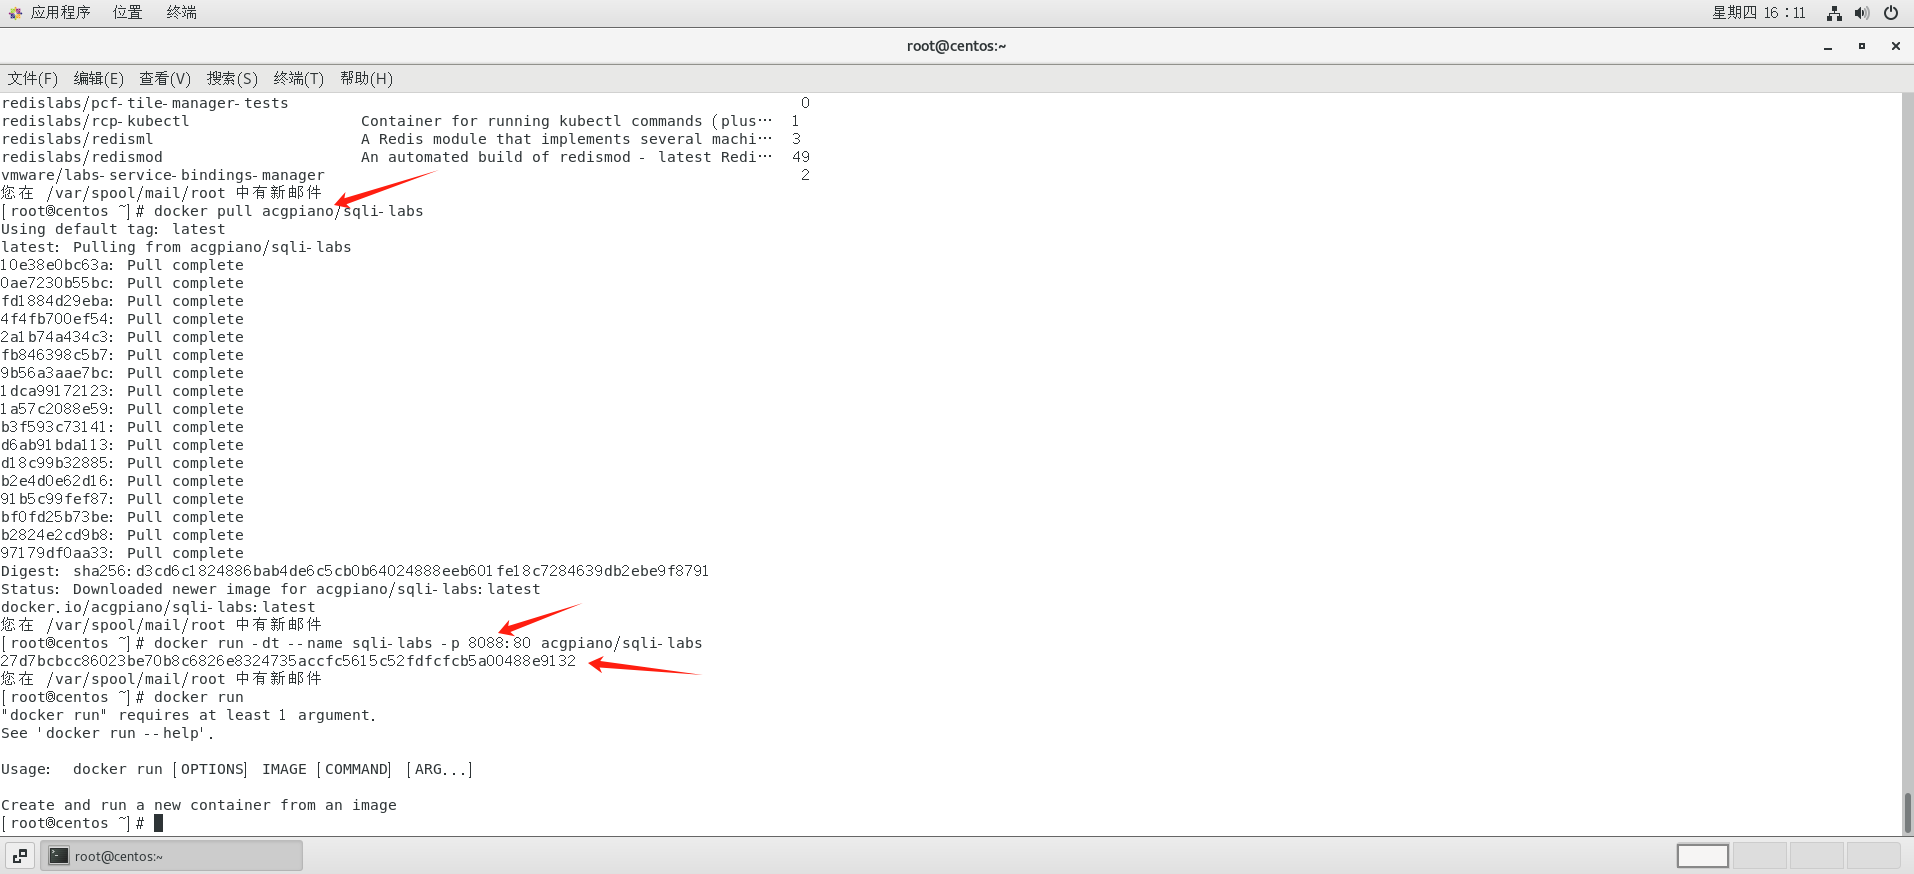 应用程序 位置 终端 星期四 16：11
root@centos:~
文件(F) 编辑(E) 查看(V) 搜索(S) 终端(T) 帮助(H)
redislabs/pcf-tile-manager-tests 0
redislabs/rcp-kubectl Container for running kubectl commands (plus… 1
redislabs/redisml A Redis module that implements several machi… 3
redislabs/redismod An automated build of redismod - latest Redi… 49
vmware/labs-service-bindings-manager 2
您在 /var/spool/mail/root 中有新邮件
[root@centos ~]# docker pull acgpiano/sqli-labs
Using default tag: latest
latest: Pulling from acgpiano/sqli-labs
10e38e0bc63a: Pull complete
0ae7230b55bc: Pull complete
fd1884d29eba: Pull complete
4f4fb700ef54: Pull complete
2a1b74a434c3: Pull complete
fb846398c5b7: Pull complete
9b56a3aae7bc: Pull complete
1dca99172123: Pull complete
1a57c2088e59: Pull complete
b3f593c73141: Pull complete
d6ab91bda113: Pull complete
d18c99b32885: Pull complete
b2e4d0e62d16: Pull complete
91b5c99fef87: Pull complete
bf0fd25b73be: Pull complete
b2824e2cd9b8: Pull complete
97179df0aa33: Pull complete
Digest: sha256:d3cd6c1824886bab4de6c5cb0b64024888eeb601fe18c7284639db2ebe9f8791
Status: Downloaded newer image for acgpiano/sqli-labs:latest
docker.io/acgpiano/sqli-labs:latest
您在 /var/spool/mail/root 中有新邮件
[root@centos ~]# docker run -dt --name sqli-labs -p 8088:80 acgpiano/sqli-labs
27d7bcbcc86023be70b8c6826e8324735accfc5615c52fdfcfcb5a00488e9132
您在 /var/spool/mail/root 中有新邮件
[root@centos ~]# docker run
"docker run" requires at least 1 argument.
See 'docker run --help'.
Usage:  docker run [OPTIONS] IMAGE [COMMAND] [ARG...]
Create and run a new container from an image
[root@centos ~]#
root@centos:~